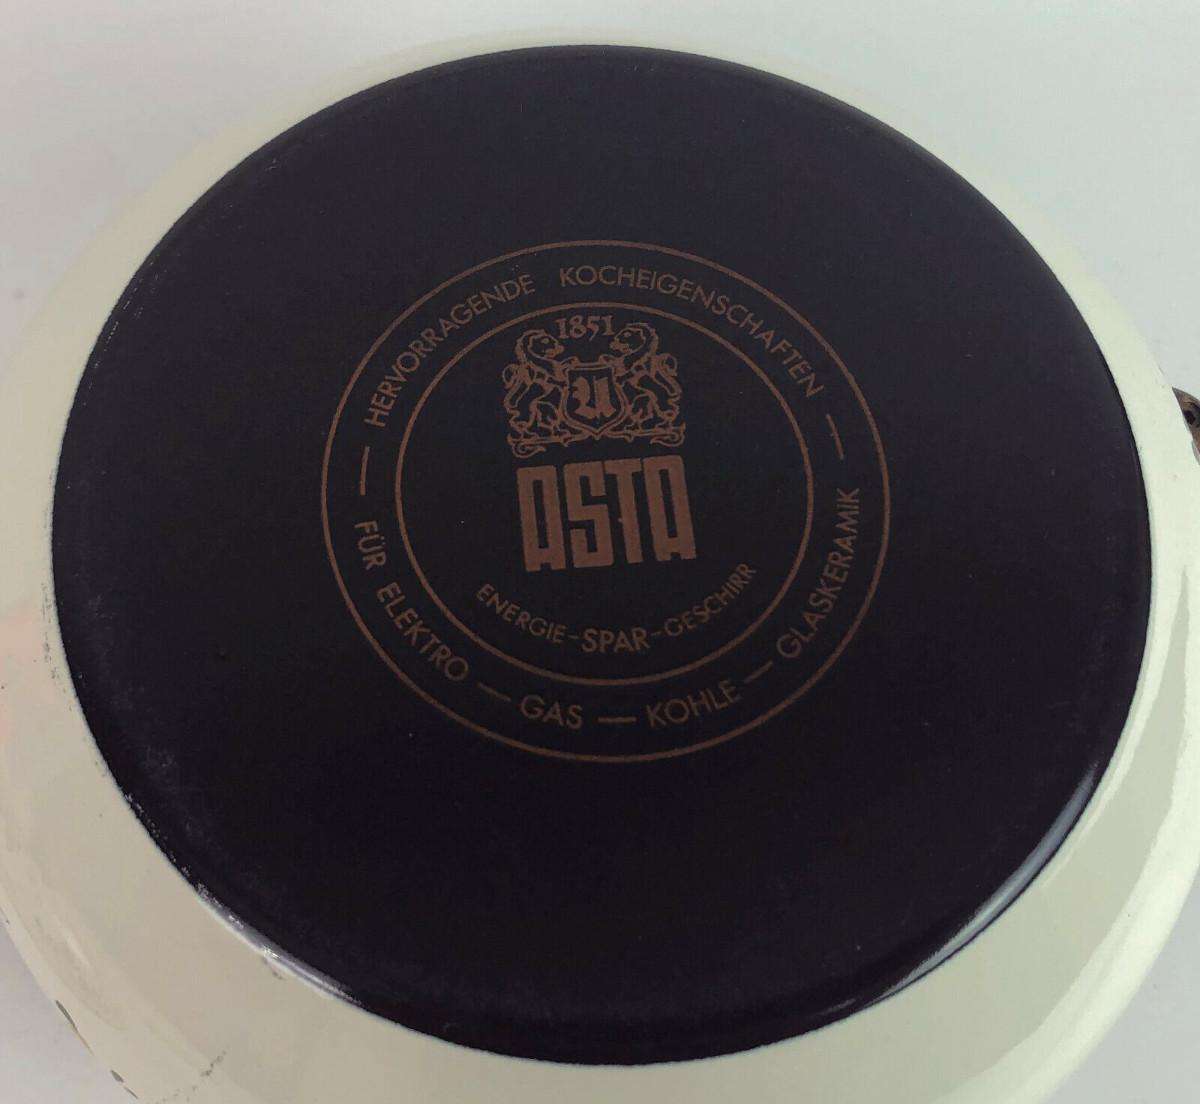 HERVORRAGENDE KOCHEIGENSCHAFTEN
1851
U
ASTA
ENERGIE-SPAR-GESCHIRR
FÜR ELEKTRO — GAS — KOHLE — GLASKERAMIK